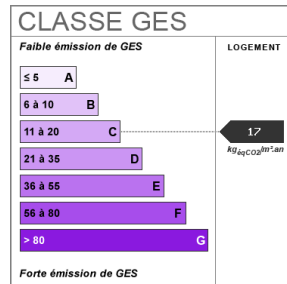 CLASSE GES
Faible émission de GES
LOGEMENT
≤ 5 A
6 à 10 B
11 à 20 C
17
kgéqCO2/m².an
21 à 35 D
36 à 55 E
56 à 80 F
> 80 G
Forte émission de GES